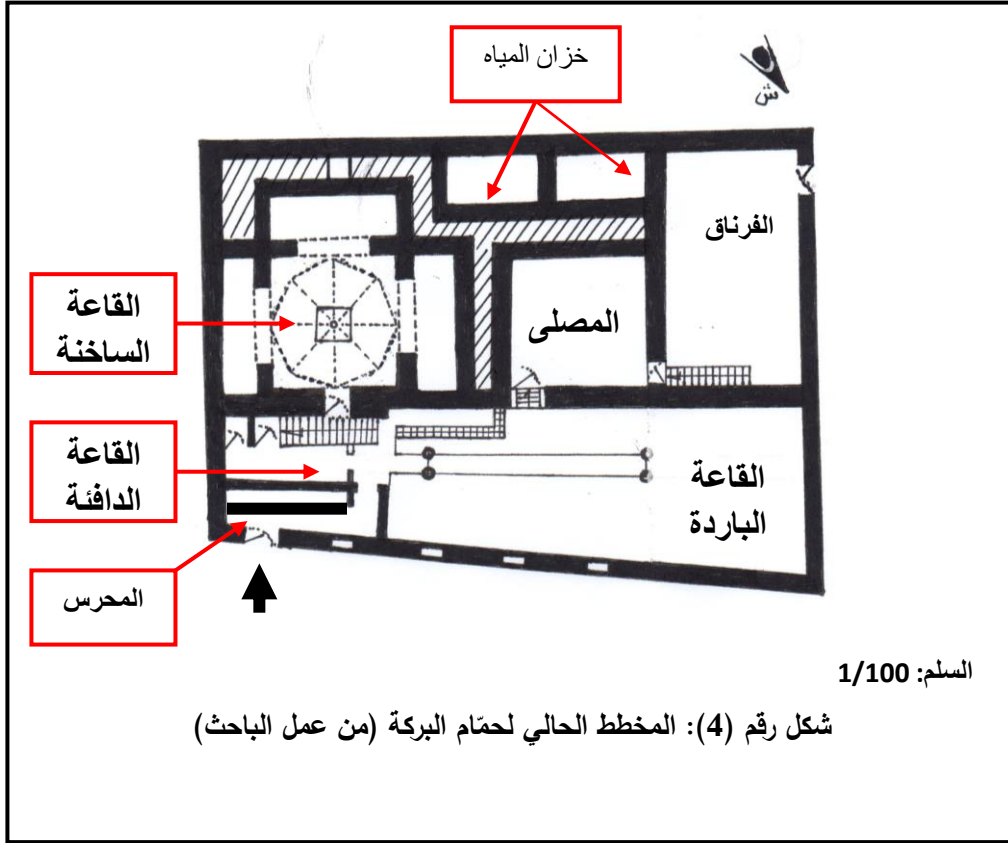 خزان المياه
ش
الفرناق
المصلى
القاعة
الساخنة
القاعة
الدافئة
القاعة
الباردة
المحرس
السلم: 1/100
شكل رقم (4): المخطط الحالي لحمّام البركة (من عمل الباحث)